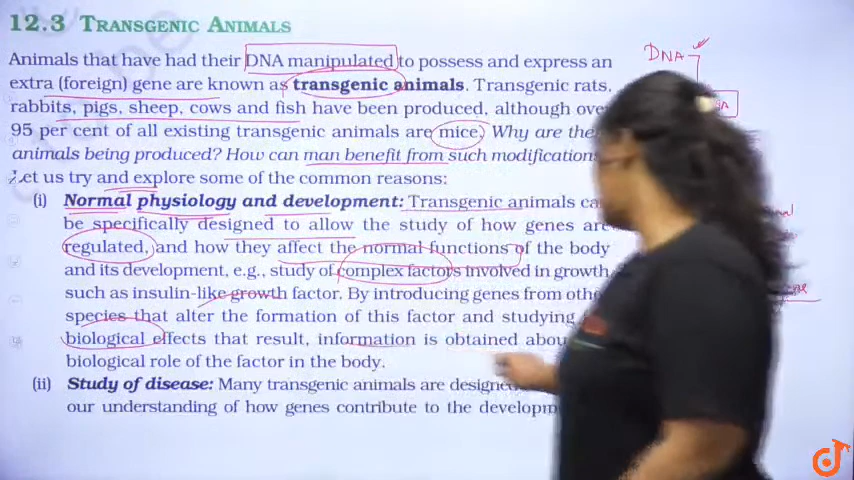 12.3 TRANSGENIC ANIMALS
DNA
Animals that have had their DNA manipulated to possess and express an
extra (foreign) gene are known as transgenic animals. Transgenic rats,
rabbits, pigs, sheep, cows and fish have been produced, although over
95 per cent of all existing transgenic animals are mice. Why are the
animals being produced? How can man benefit from such modifications
Let us try and explore some of the common reasons:
(i) Normal physiology and development: Transgenic animals ca
be specifically designed to allow the study of how genes are
regulated, and how they affect the normal functions of the body
and its development, e.g., study of complex factors involved in growth
such as insulin-like growth factor. By introducing genes from othe
species that alter the formation of this factor and studying
biological effects that result, information is obtained abou
biological role of the factor in the body.
(ii) Study of disease: Many transgenic animals are designed
our understanding of how genes contribute to the developm